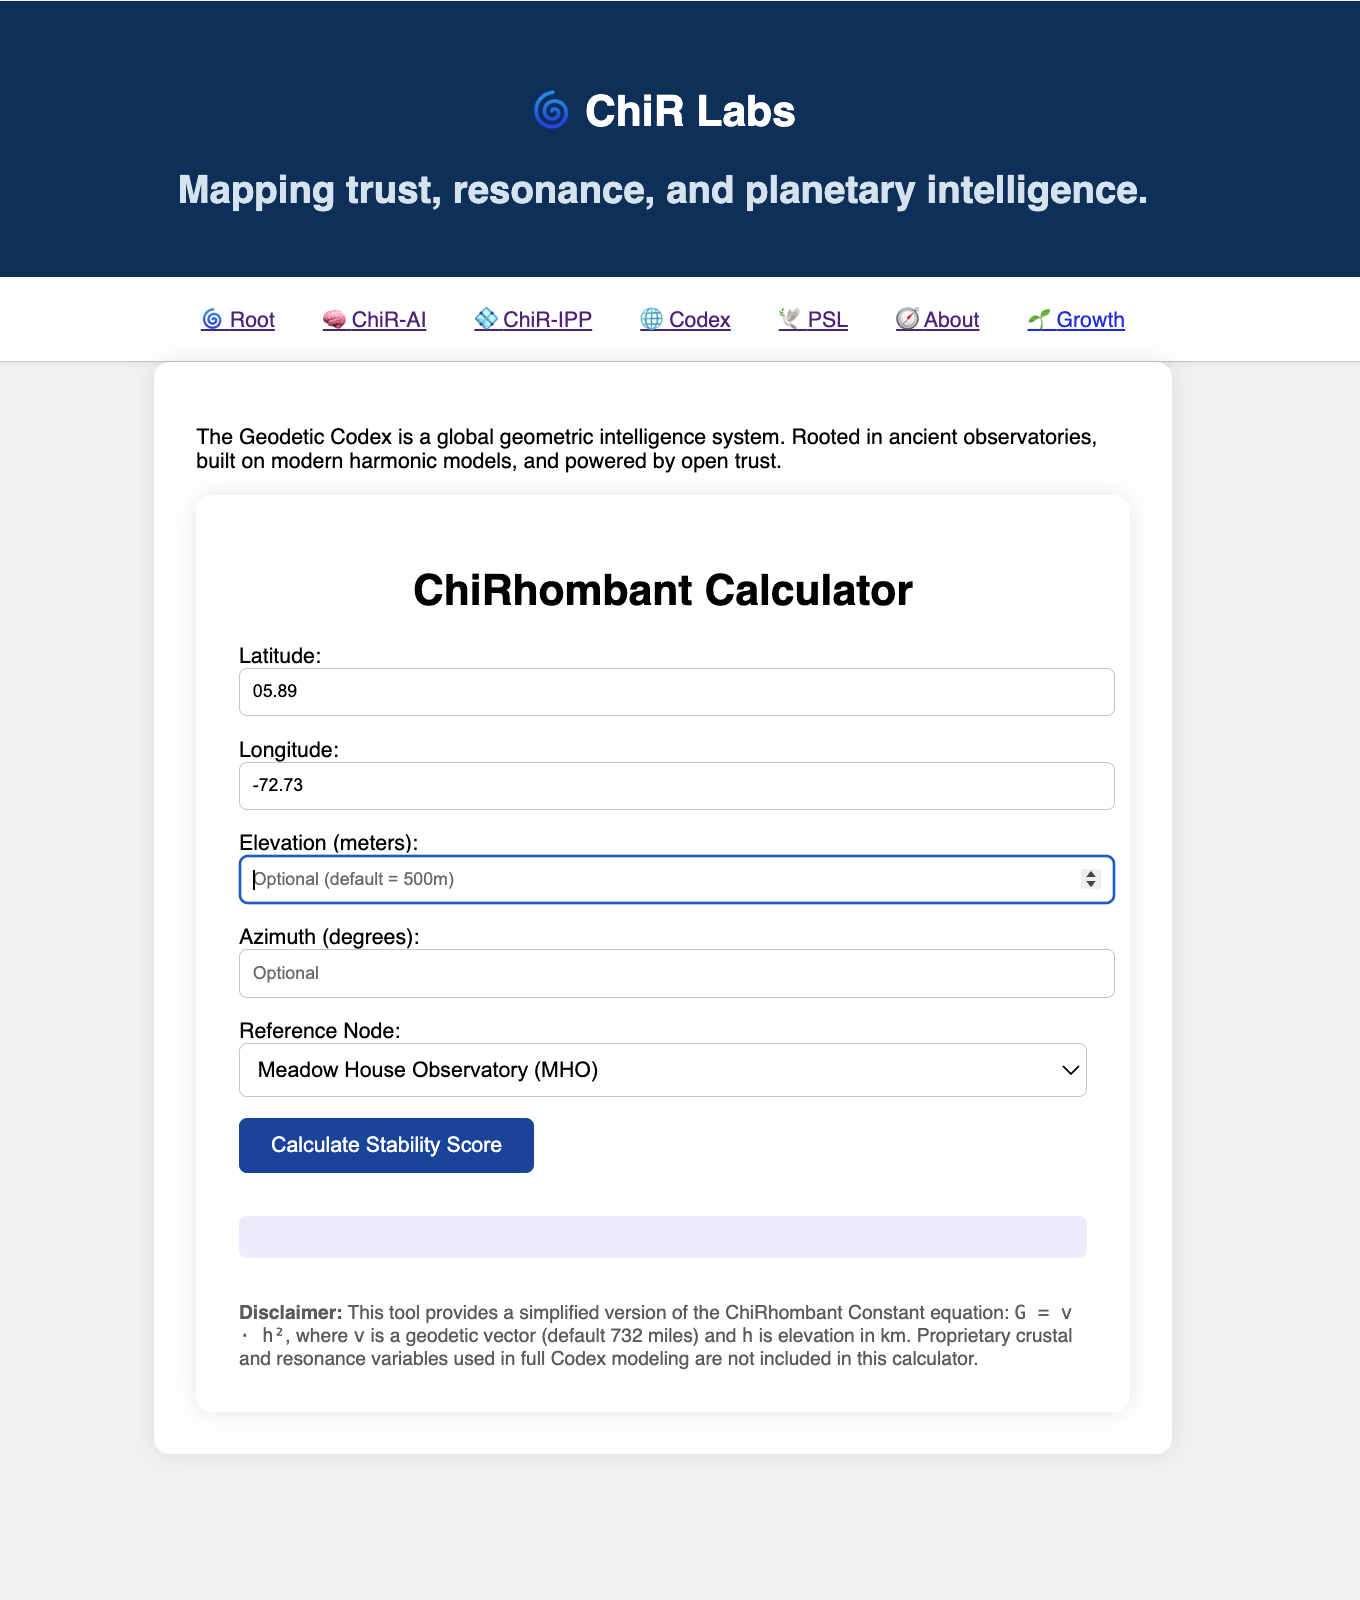 🌀 ChiR Labs
Mapping trust, resonance, and planetary intelligence.
🌀 Root 🧠 ChiR-AI 💠 ChiR-IPP 🌐 Codex 🕊️ PSL 🧭 About 🌱 Growth
The Geodetic Codex is a global geometric intelligence system. Rooted in ancient observatories,
built on modern harmonic models, and powered by open trust.
ChiRhombant Calculator
Latitude:
05.89
Longitude:
-72.73
Elevation (meters):
Optional (default = 500m)
Azimuth (degrees):
Optional
Reference Node:
Meadow House Observatory (MHO)
Calculate Stability Score
Disclaimer: This tool provides a simplified version of the ChiRhombant Constant equation: G = v
· h², where v is a geodetic vector (default 732 miles) and h is elevation in km. Proprietary crustal
and resonance variables used in full Codex modeling are not included in this calculator.